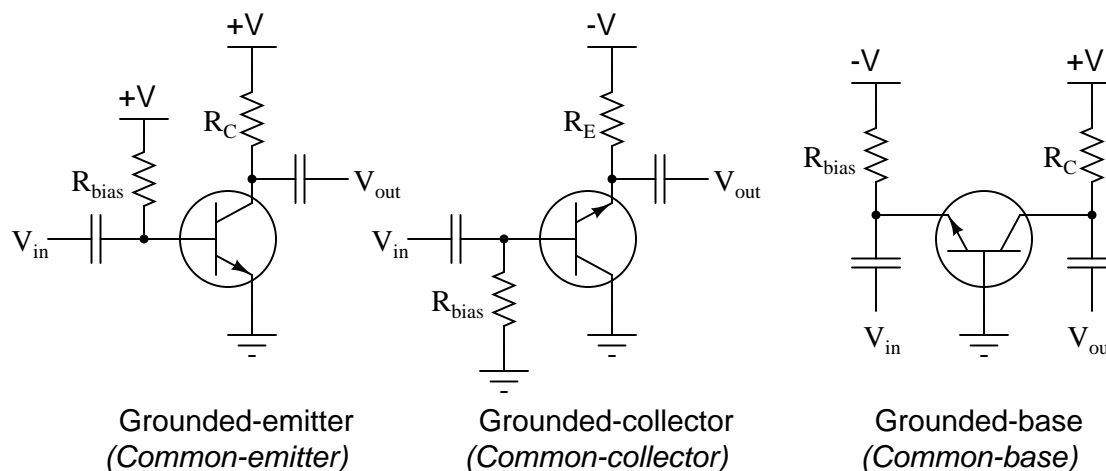 +V
+V
R_C
R_bias
V_in
V_out
Grounded-emitter
(Common-emitter)
-V
R_E
V_in
V_out
R_bias
Grounded-collector
(Common-collector)
-V
+V
R_bias
R_C
V_in
V_ou
Grounded-base
(Common-base)